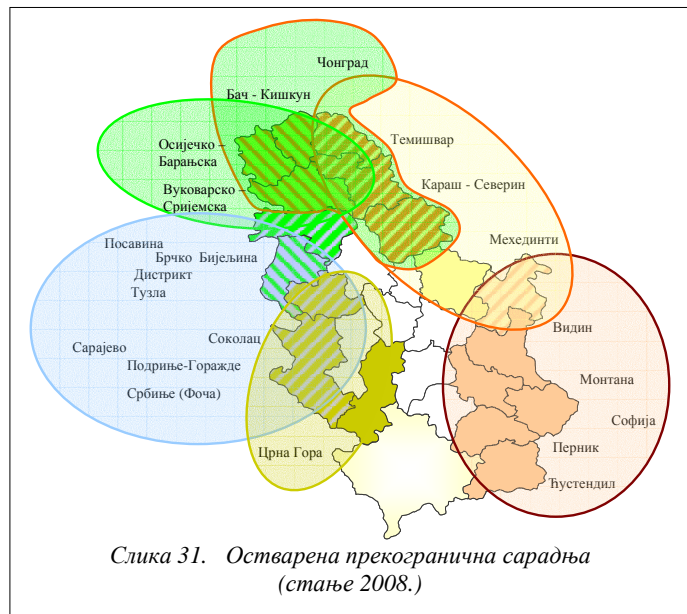 Чонград
Бач - Кишкун
Осијечко –
Барањска
Темишвар
Вуковарско –
Сријемска
Караш - Северин
Мехединти
Посавина
Брчко Бијељина
Дистрикт
Тузла
Соколац
Сарајево
Подриње-Горажде
Србиње (Фоча)
Видин
Монтана
Софија
Перник
Ћустендил
Црна Гора
Слика 31. Остварена прекогранична сарадња
(стање 2008.)